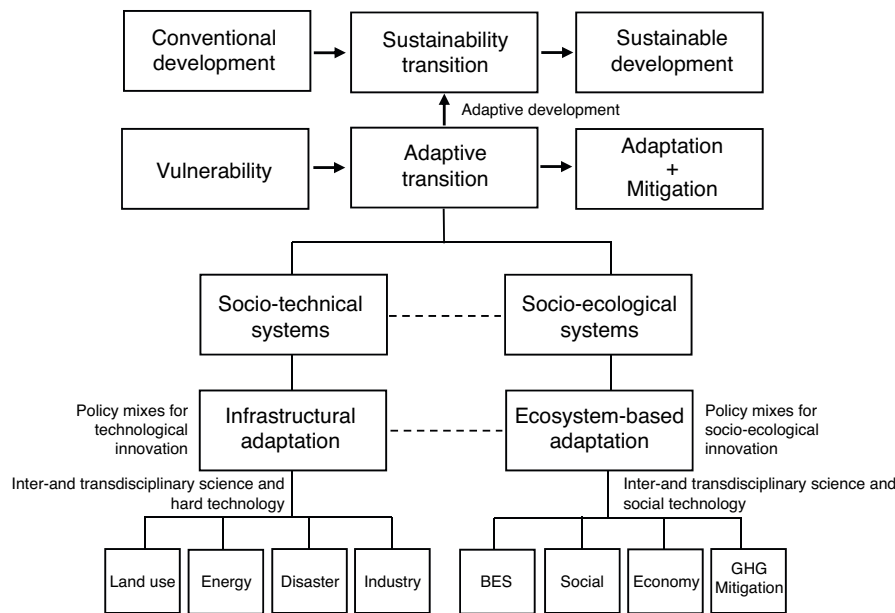 Conventional
development
Sustainability
transition
Sustainable
development
Adaptive development
Vulnerability
Adaptive
transition
Adaptation
+
Mitigation
Socio-technical
systems
Socio-ecological
systems
Policy mixes for
technological
innovation
Infrastructural
adaptation
Ecosystem-based
adaptation
Policy mixes for
socio-ecological
innovation
Inter-and transdisciplinary science and
hard technology
Inter-and transdisciplinary science and
social technology
Land use
Energy
Disaster
Industry
BES
Social
Economy
GHG
Mitigation